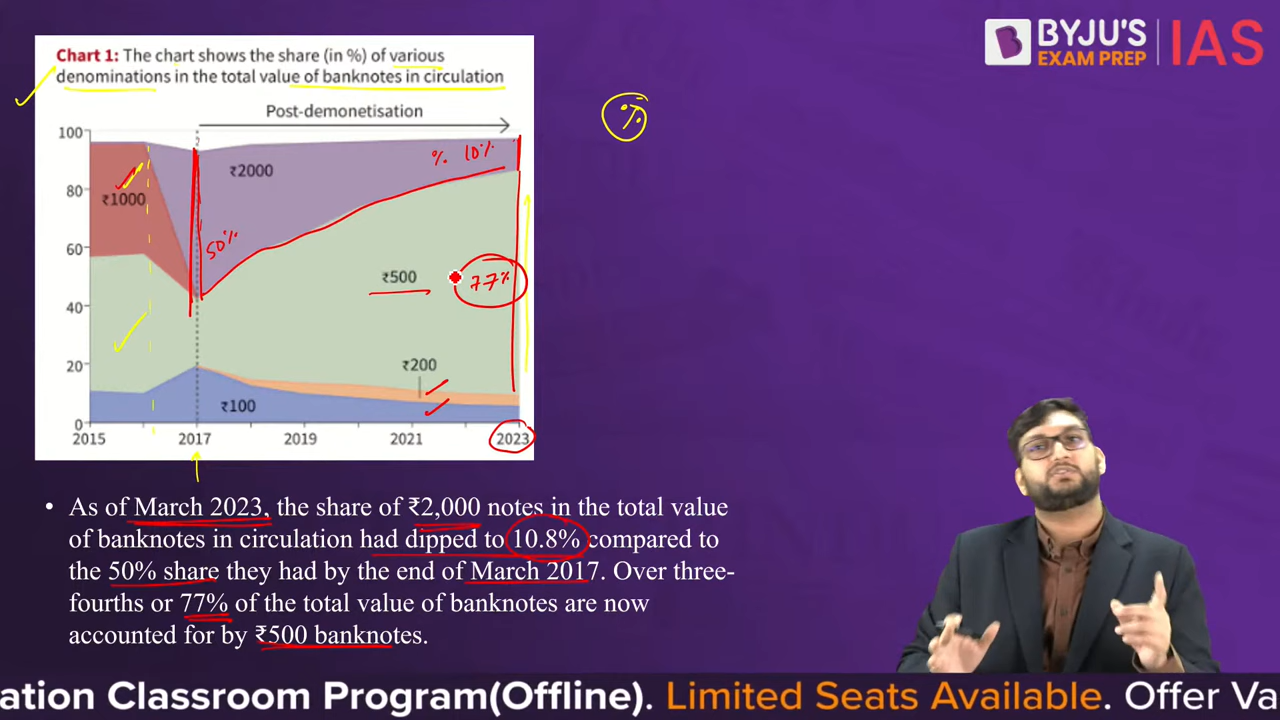 BYJU'S
EXAM PREP
IAS
Chart 1: The chart shows the share (in %) of various
denominations in the total value of banknotes in circulation
Post-demonetisation
100
80
60
40
20
0
₹2000
% 10%
₹1000
50%
₹500
77%
₹200
₹100
2015
2017
2019
2021
2023
%
• As of March 2023, the share of ₹2,000 notes in the total value
of banknotes in circulation had dipped to 10.8% compared to
the 50% share they had by the end of March 2017. Over three-
fourths or 77% of the total value of banknotes are now
accounted for by ₹500 banknotes.
ation Classroom Program(Offline). Limited Seats Available. Offer Va